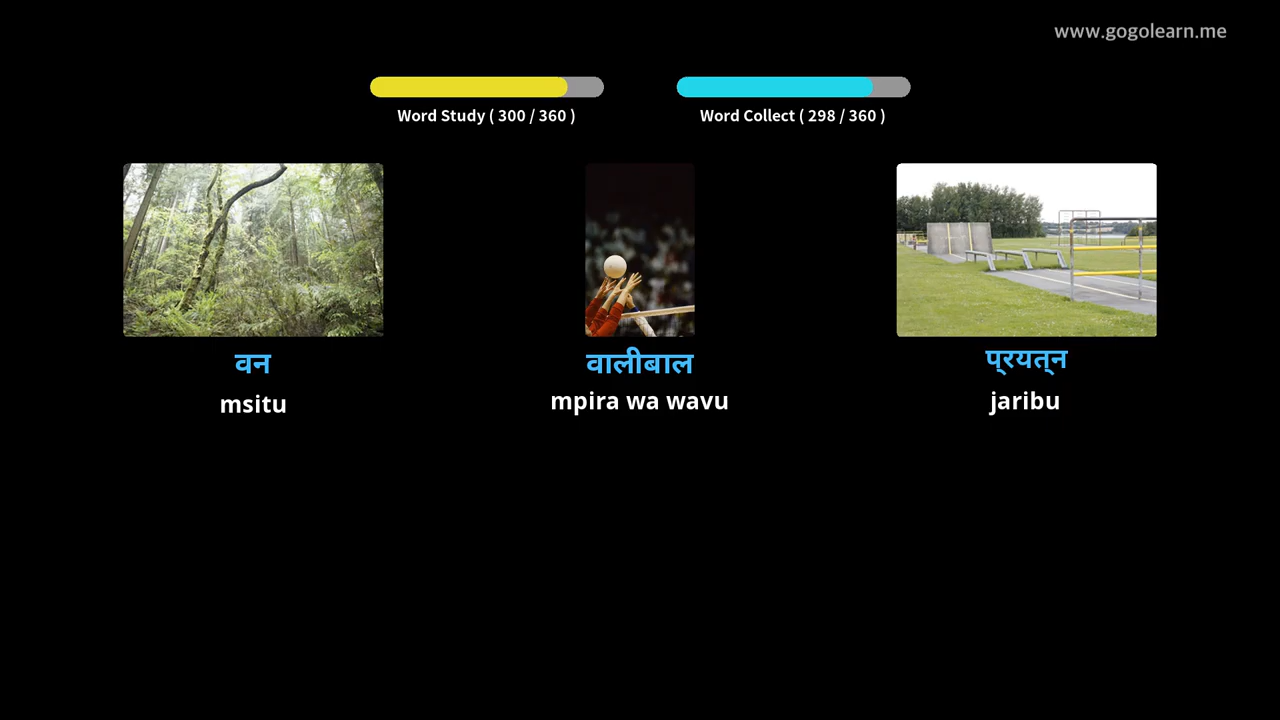 www.gogolearn.me
Word Study ( 300 / 360 )
Word Collect ( 298 / 360 )
वन
msitu
वालीबाल
mpira wa wavu
प्रयत्न
jaribu